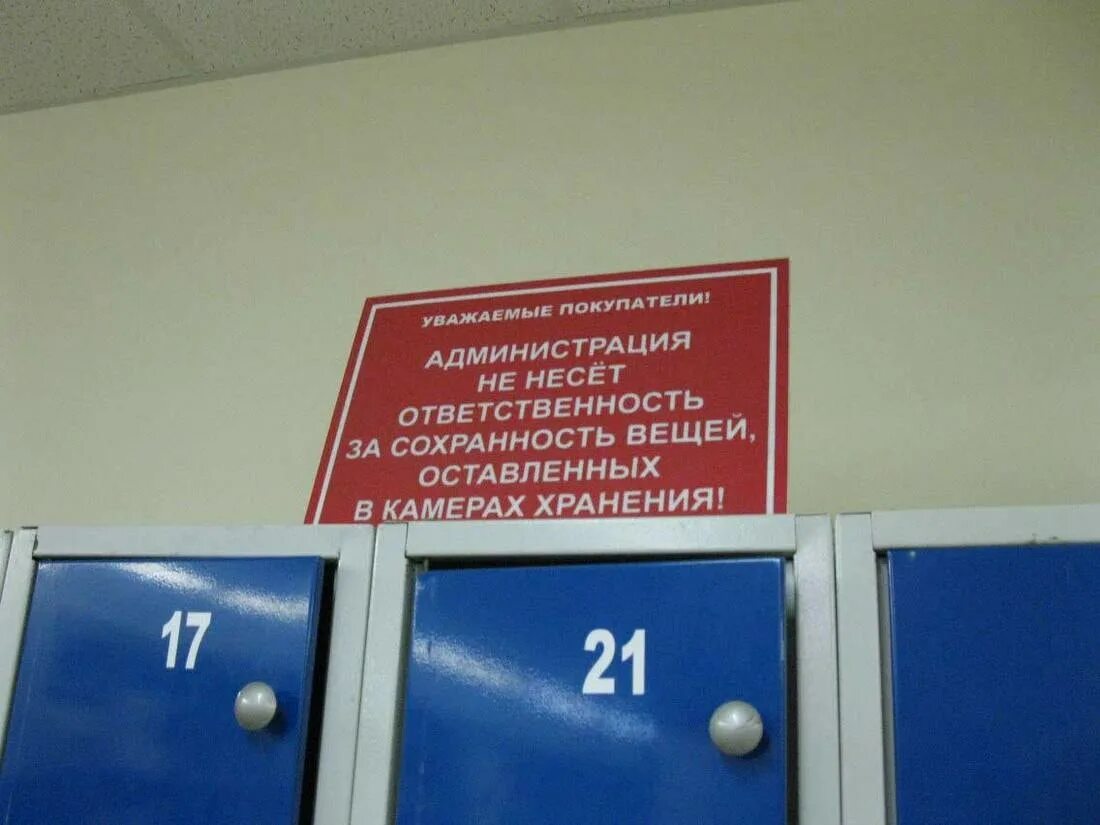 УВАЖАЕМЫЕ ПОКУПАТЕЛИ!
АДМИНИСТРАЦИЯ
НЕ НЕСЁТ
ОТВЕТСТВЕННОСТЬ
ЗА СОХРАННОСТЬ ВЕЩЕЙ,
ОСТАВЛЕННЫХ
В КАМЕРАХ ХРАНЕНИЯ!
17
21